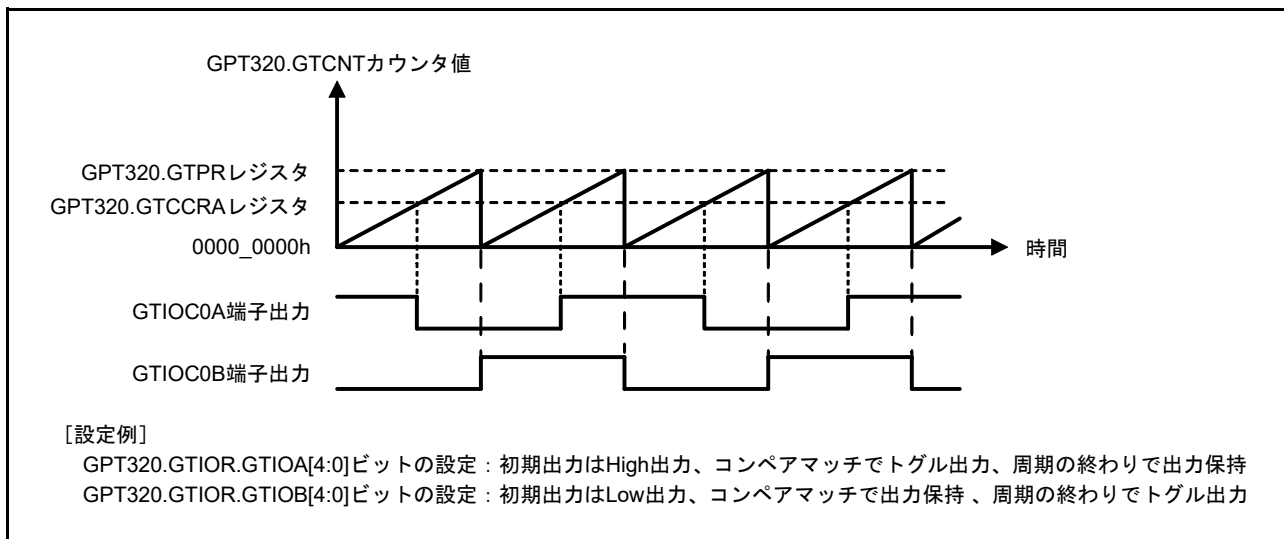 GPT320.GTCNTカウンタ値
GPT320.GTPRレジスタ
GPT320.GTCCRAレジスタ
0000_0000h
時間
GTIOC0A端子出力
GTIOC0B端子出力
［設定例］
GPT320.GTIOR.GTIOA[4:0]ビットの設定：初期出力はHigh出力、コンペアマッチでトグル出力、周期の終わりで出力保持
GPT320.GTIOR.GTIOB[4:0]ビットの設定：初期出力はLow出力、コンペアマッチで出力保持 、周期の終わりでトグル出力